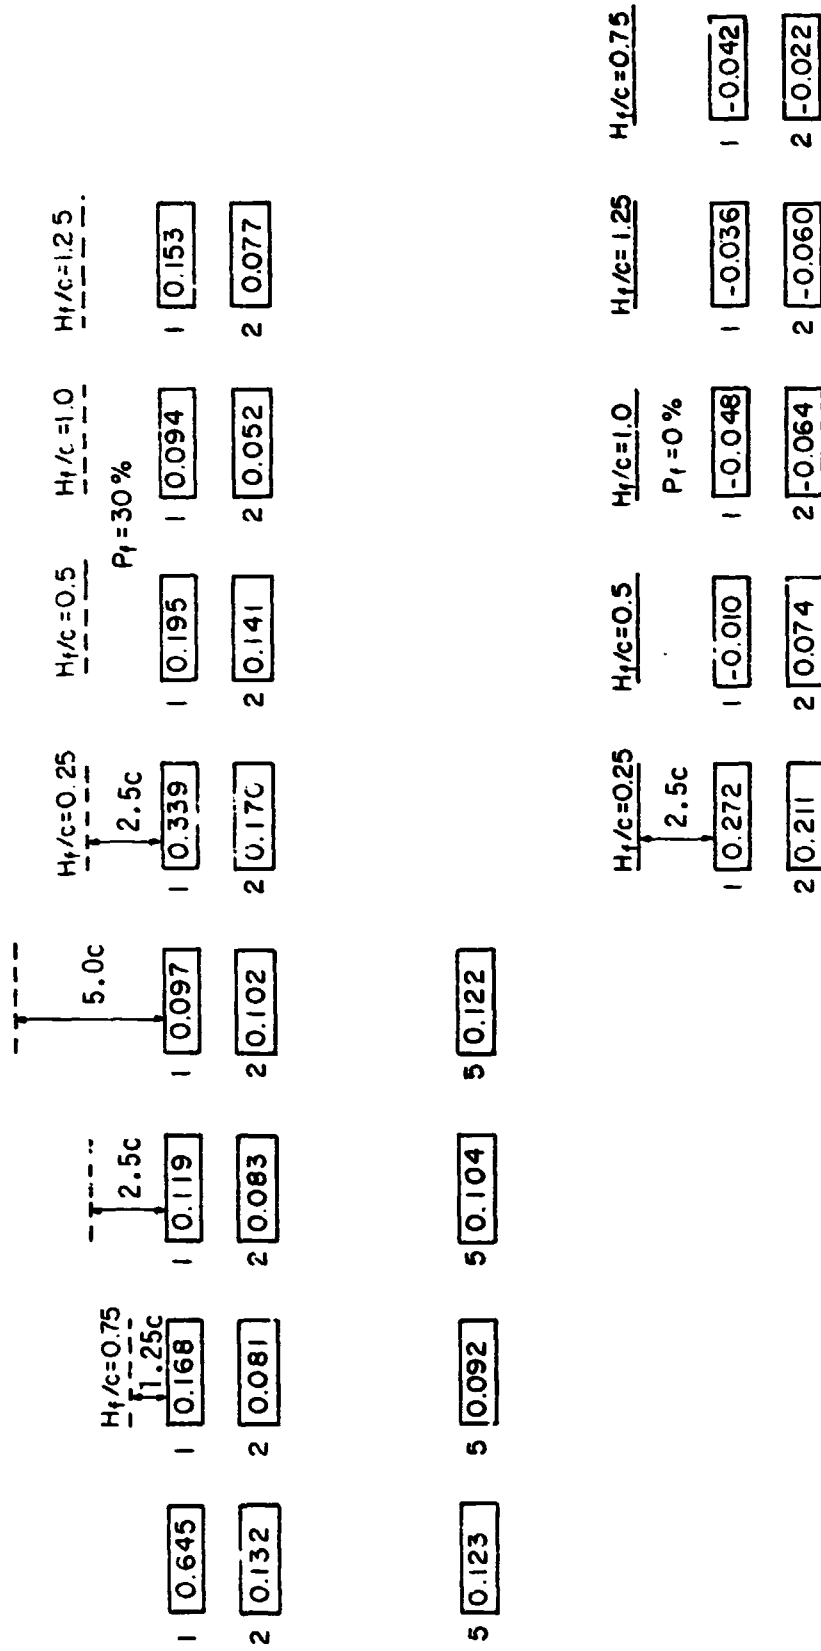 Hf/c=0.25 Hf/c=0.5 Hf/c=1.0 Hf/c=1.25
5.0c
Hf/c=0.75
2.5c 2.5c Pf=30%
1.25c
1 0.645 1 0.168 1 0.119 1 0.097 1 0.339 1 0.195 1 0.094 1 0.153
2 0.132 2 0.081 2 0.083 2 0.102 2 0.170 2 0.141 2 0.052 2 0.077
5 0.123 5 0.092 5 0.104 5 0.122
Hf/c=0.25 Hf/c=0.5 Hf/c=1.0 Hf/c=1.25 Hf/c=0.75
2.5c Pf=0%
1 0.272 1 -0.010 1 -0.048 1 -0.036 1 -0.042
2 0.211 2 0.074 2 -0.064 2 -0.060 2 -0.022